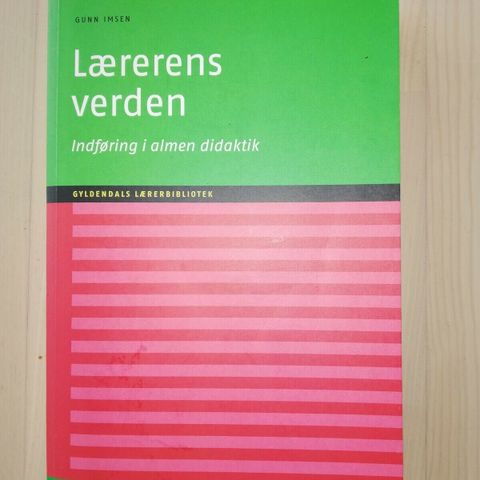 GUNN IMSEN
Lærerens
verden
Indføring i almen didaktik
GYLDENDALS LÆRERBIBLIOTEK